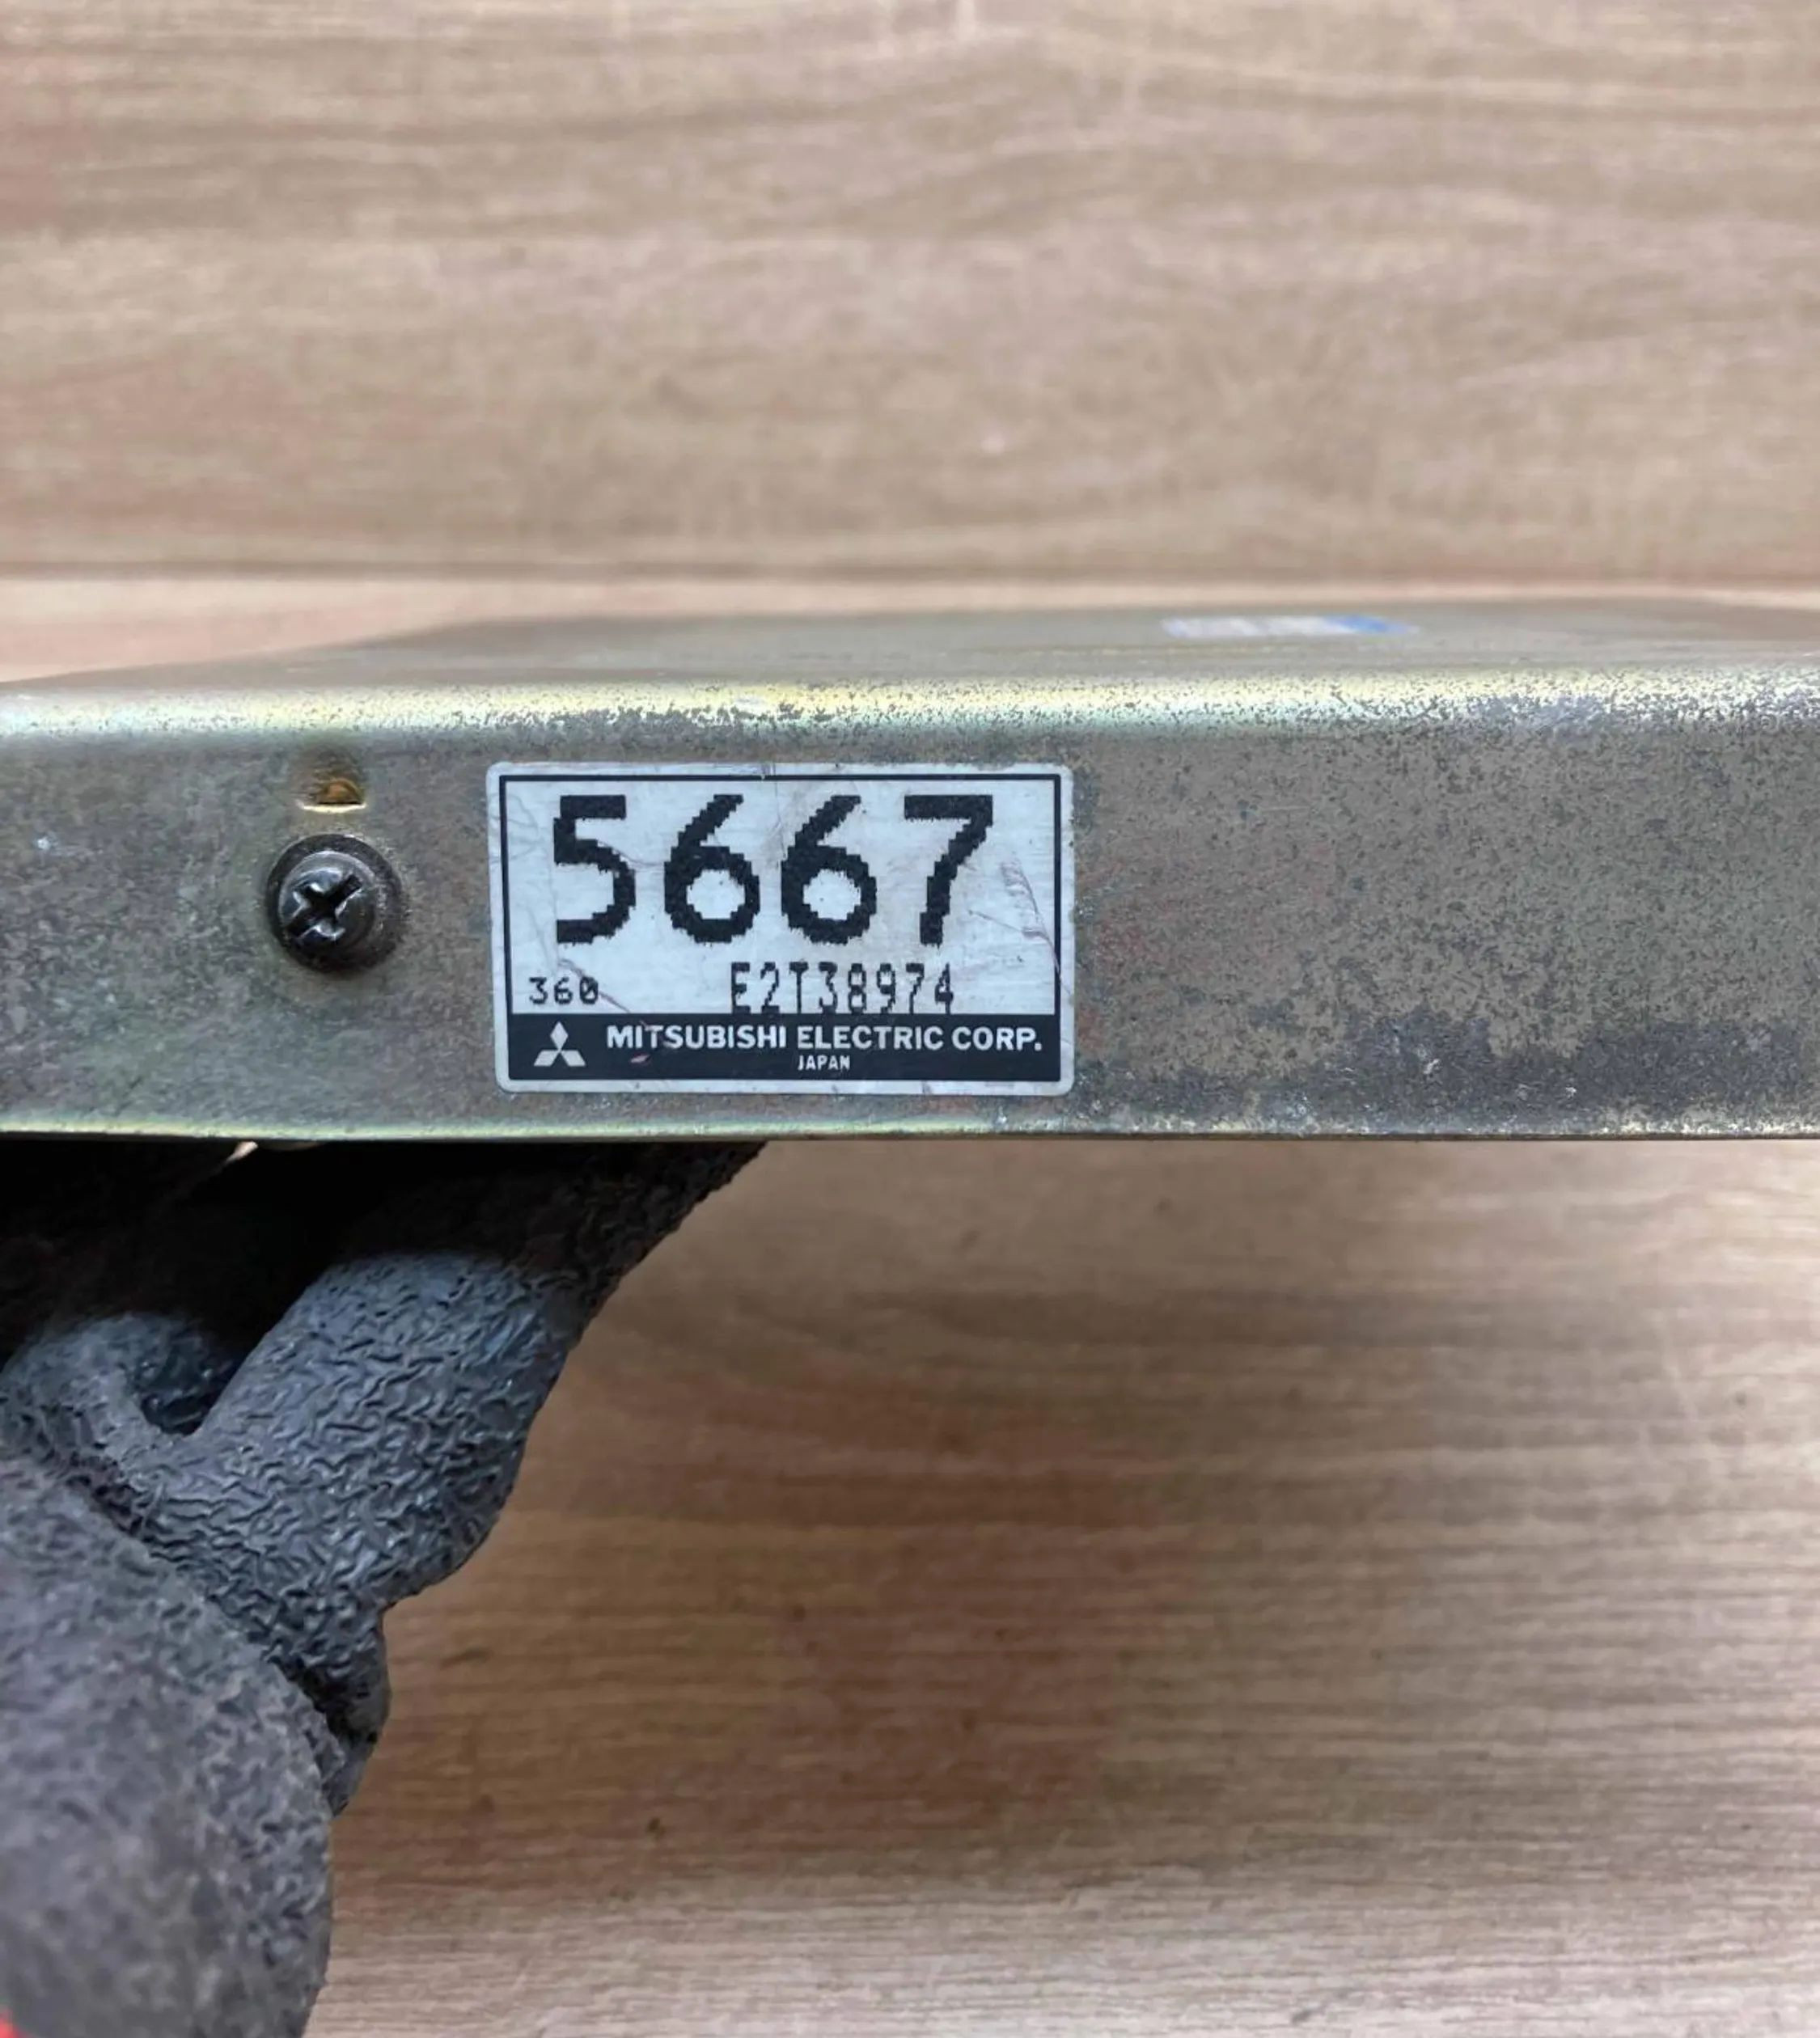 5667
360 E2T38974
MITSUBISHI ELECTRIC CORP.
JAPAN